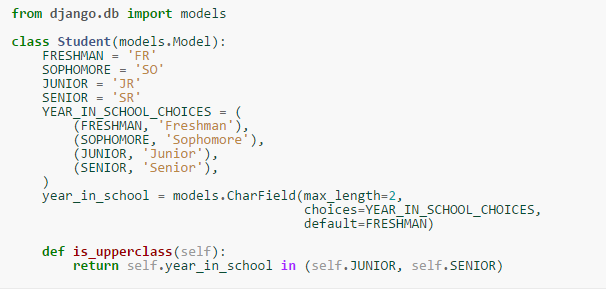 from django.db import models
class Student(models.Model):
    FRESHMAN = 'FR'
    SOPHOMORE = 'SO'
    JUNIOR = 'JR'
    SENIOR = 'SR'
    YEAR_IN_SCHOOL_CHOICES = (
        (FRESHMAN, 'Freshman'),
        (SOPHOMORE, 'Sophomore'),
        (JUNIOR, 'Junior'),
        (SENIOR, 'Senior'),
    )
    year_in_school = models.CharField(max_length=2,
                                      choices=YEAR_IN_SCHOOL_CHOICES,
                                      default=FRESHMAN)
    def is_upperclass(self):
        return self.year_in_school in (self.JUNIOR, self.SENIOR)